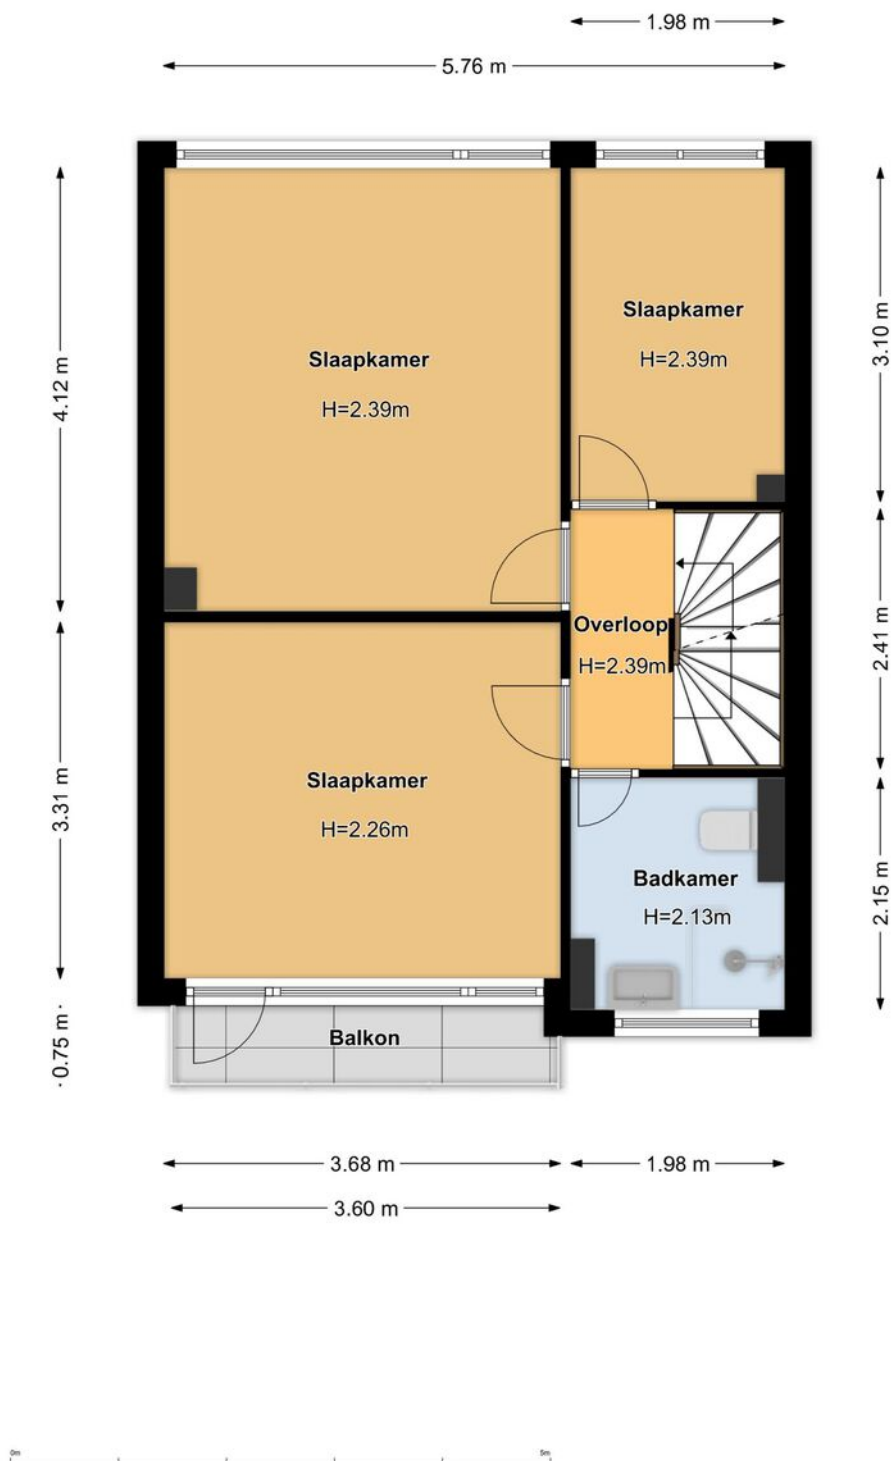 1.98 m
5.76 m
4.12 m
3.10 m
Slaapkamer
H=2.39m
Slaapkamer
H=2.39m
Overloop
H=2.39m
2.41 m
3.31 m
Slaapkamer
H=2.26m
Badkamer
H=2.13m
2.15 m
0.75 m
Balkon
3.68 m
1.98 m
3.60 m
0m
5m